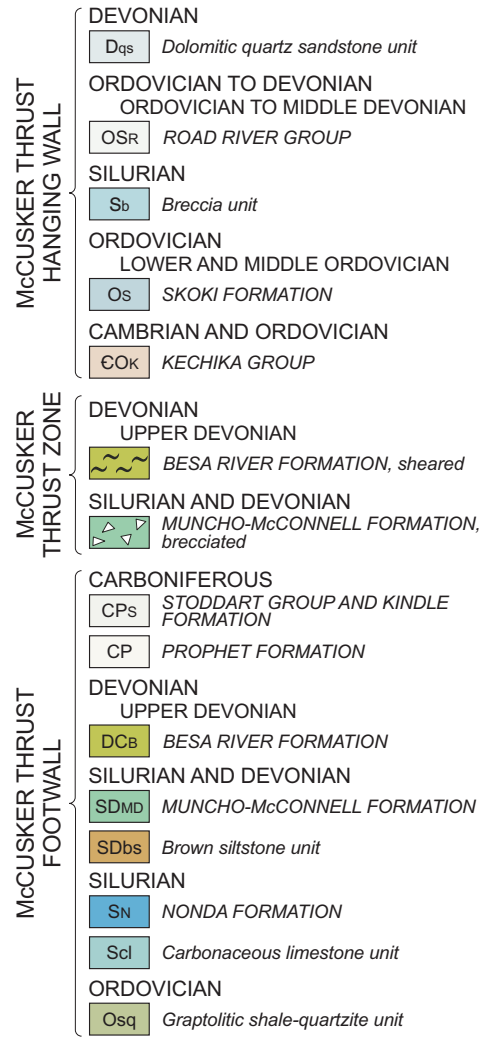 McCUSKER THRUST
HANGING WALL
DEVONIAN
Dqs Dolomitic quartz sandstone unit
ORDOVICIAN TO DEVONIAN
ORDOVICIAN TO MIDDLE DEVONIAN
OSR ROAD RIVER GROUP
SILURIAN
Sb Breccia unit
ORDOVICIAN
LOWER AND MIDDLE ORDOVICIAN
OS SKOKI FORMATION
CAMBRIAN AND ORDOVICIAN
ЄOK KECHIKA GROUP
McCUSKER
THRUST ZONE
DEVONIAN
UPPER DEVONIAN
BESA RIVER FORMATION, sheared
SILURIAN AND DEVONIAN
MUNCHO-McCONNELL FORMATION,
brecciated
McCUSKER THRUST
FOOTWALL
CARBONIFEROUS
CPS STODDART GROUP AND KINDLE
FORMATION
CP PROPHET FORMATION
DEVONIAN
UPPER DEVONIAN
DCB BESA RIVER FORMATION
SILURIAN AND DEVONIAN
SDMD MUNCHO-McCONNELL FORMATION
SDbs Brown siltstone unit
SILURIAN
SN NONDA FORMATION
Scl Carbonaceous limestone unit
ORDOVICIAN
Osq Graptolitic shale-quartzite unit